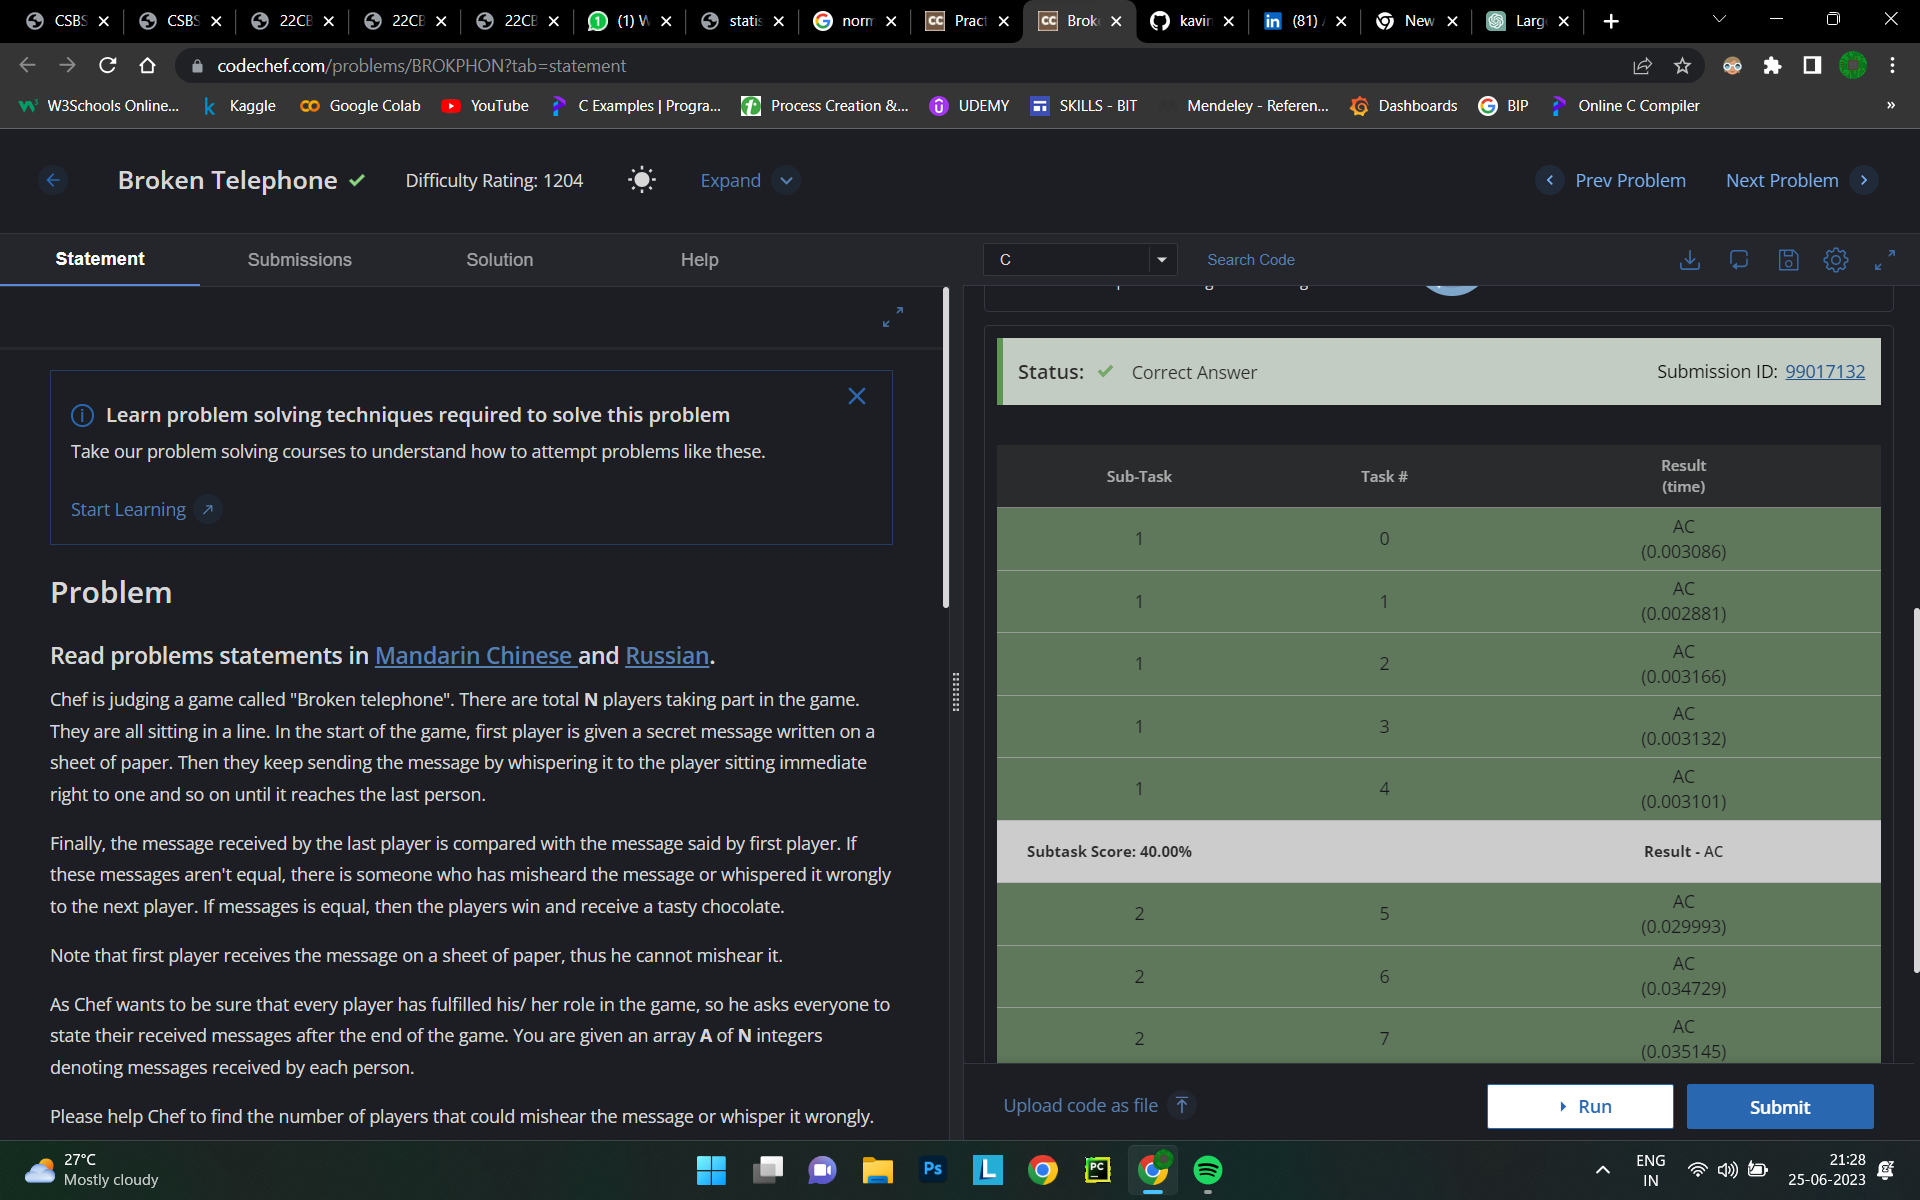 CSBS
CSBS
22CB
22CB
22CB
(1) W
statis
norm
Pract
Brok
kavin
(81)
New
Larg
codechef.com/problems/BROKPHON?tab=statement
W3Schools Online...
Kaggle
Google Colab
YouTube
C Examples | Progra...
Process Creation &...
UDEMY
SKILLS - BIT
Mendeley - Referen...
Dashboards
BIP
Online C Compiler
»
Broken Telephone
Difficulty Rating: 1204
Expand
Prev Problem
Next Problem
Statement
Submissions
Solution
Help
C
Search Code
Learn problem solving techniques required to solve this problem
Take our problem solving courses to understand how to attempt problems like these.
Start Learning
Problem
Read problems statements in Mandarin Chinese and Russian.
Chef is judging a game called "Broken telephone". There are total N players taking part in the game.
They are all sitting in a line. In the start of the game, first player is given a secret message written on a
sheet of paper. Then they keep sending the message by whispering it to the player sitting immediate
right to one and so on until it reaches the last person.
Finally, the message received by the last player is compared with the message said by first player. If
these messages aren't equal, there is someone who has misheard the message or whispered it wrongly
to the next player. If messages is equal, then the players win and receive a tasty chocolate.
Note that first player receives the message on a sheet of paper, thus he cannot mishear it.
As Chef wants to be sure that every player has fulfilled his/ her role in the game, so he asks everyone to
state their received messages after the end of the game. You are given an array A of N integers
denoting messages received by each person.
Please help Chef to find the number of players that could mishear the message or whisper it wrongly.
Status: Correct Answer
Submission ID: 99017132
Sub-Task Task # Result
(time)
1 0 AC
(0.003086)
1 1 AC
(0.002881)
1 2 AC
(0.003166)
1 3 AC
(0.003132)
1 4 AC
(0.003101)
Subtask Score: 40.00% Result - AC
2 5 AC
(0.029993)
2 6 AC
(0.034729)
2 7 AC
(0.035145)
Upload code as file
Run
Submit
27°C
Mostly cloudy
Ps
L
PC
ENG
IN
21:28
25-06-2023